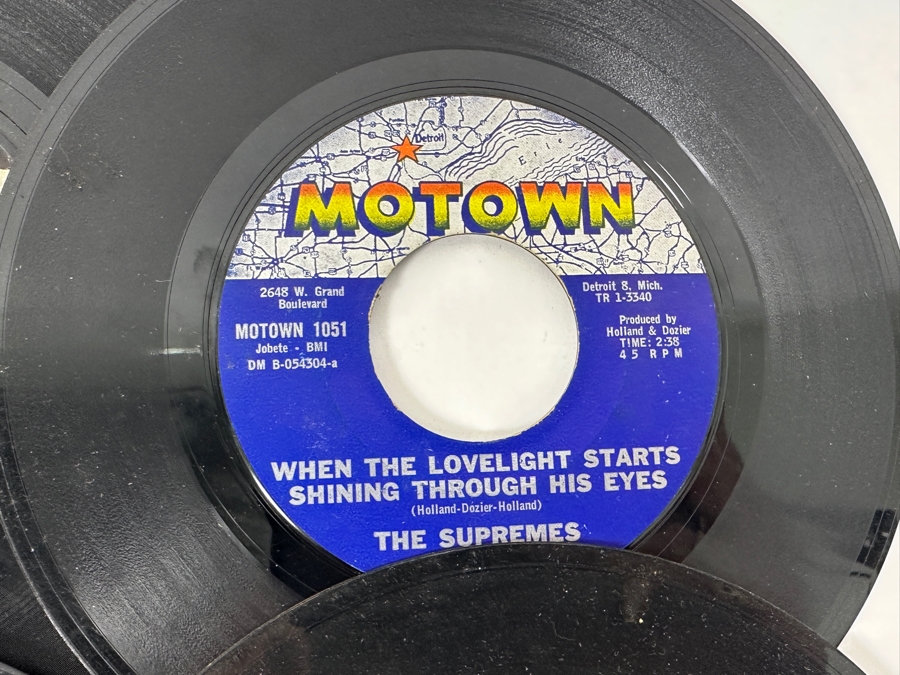 Detroit
Erie
MOTOWN
2648 W. Grand
Boulevard
MOTOWN 1051
Jobete - BMI
DM B-054304-a
Detroit 8, Mich.
TR 1-3340
Produced by
Holland & Dozier
TIME: 2:38
45 RPM
WHEN THE LOVELIGHT STARTS
SHINING THROUGH HIS EYES
(Holland-Dozier-Holland)
THE SUPREMES